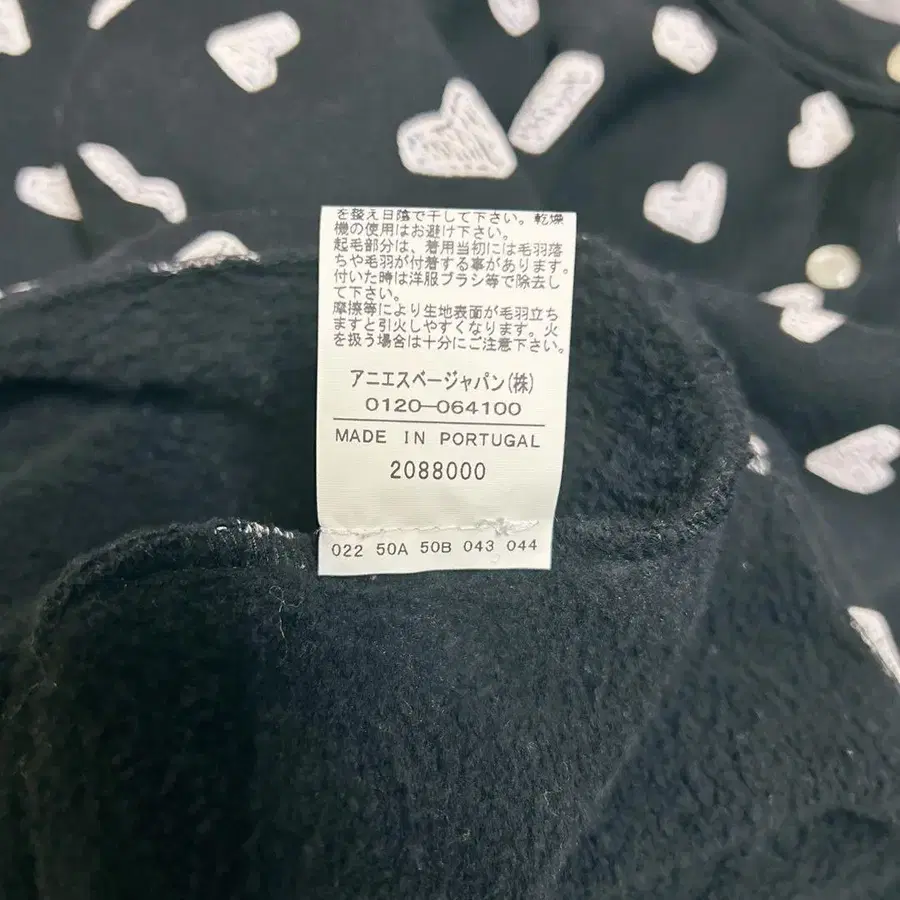 を整え日陰で干して下さい。乾燥
機の使用はお避け下さい。
起毛部分は、着用当初には毛羽落
ちや毛羽が付着する事があります。
付いた時は洋服ブラシ等で除去し
て下さい。
摩擦等により生地表面が毛羽立ち
ますと引火しやすくなります。火
を扱う場合は十分にご注意下さい。
アニエスベージャパン(株)
0120-064100
MADE IN PORTUGAL
2088000
022 50A 50B 043 044